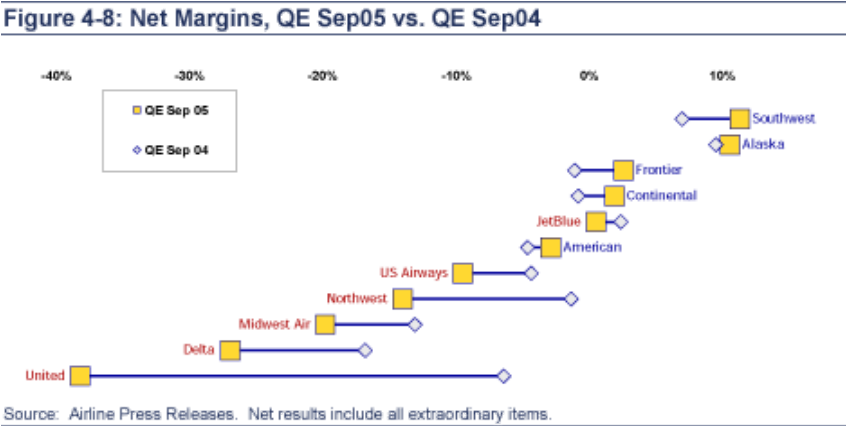 Figure 4-8: Net Margins, QE Sep05 vs. QE Sep04
-40% -30% -20% -10% 0% 10%
QE Sep 05
QE Sep 04
Southwest
Alaska
Frontier
Continental
JetBlue
American
US Airways
Northwest
Midwest Air
Delta
United
Source: Airline Press Releases. Net results include all extraordinary items.